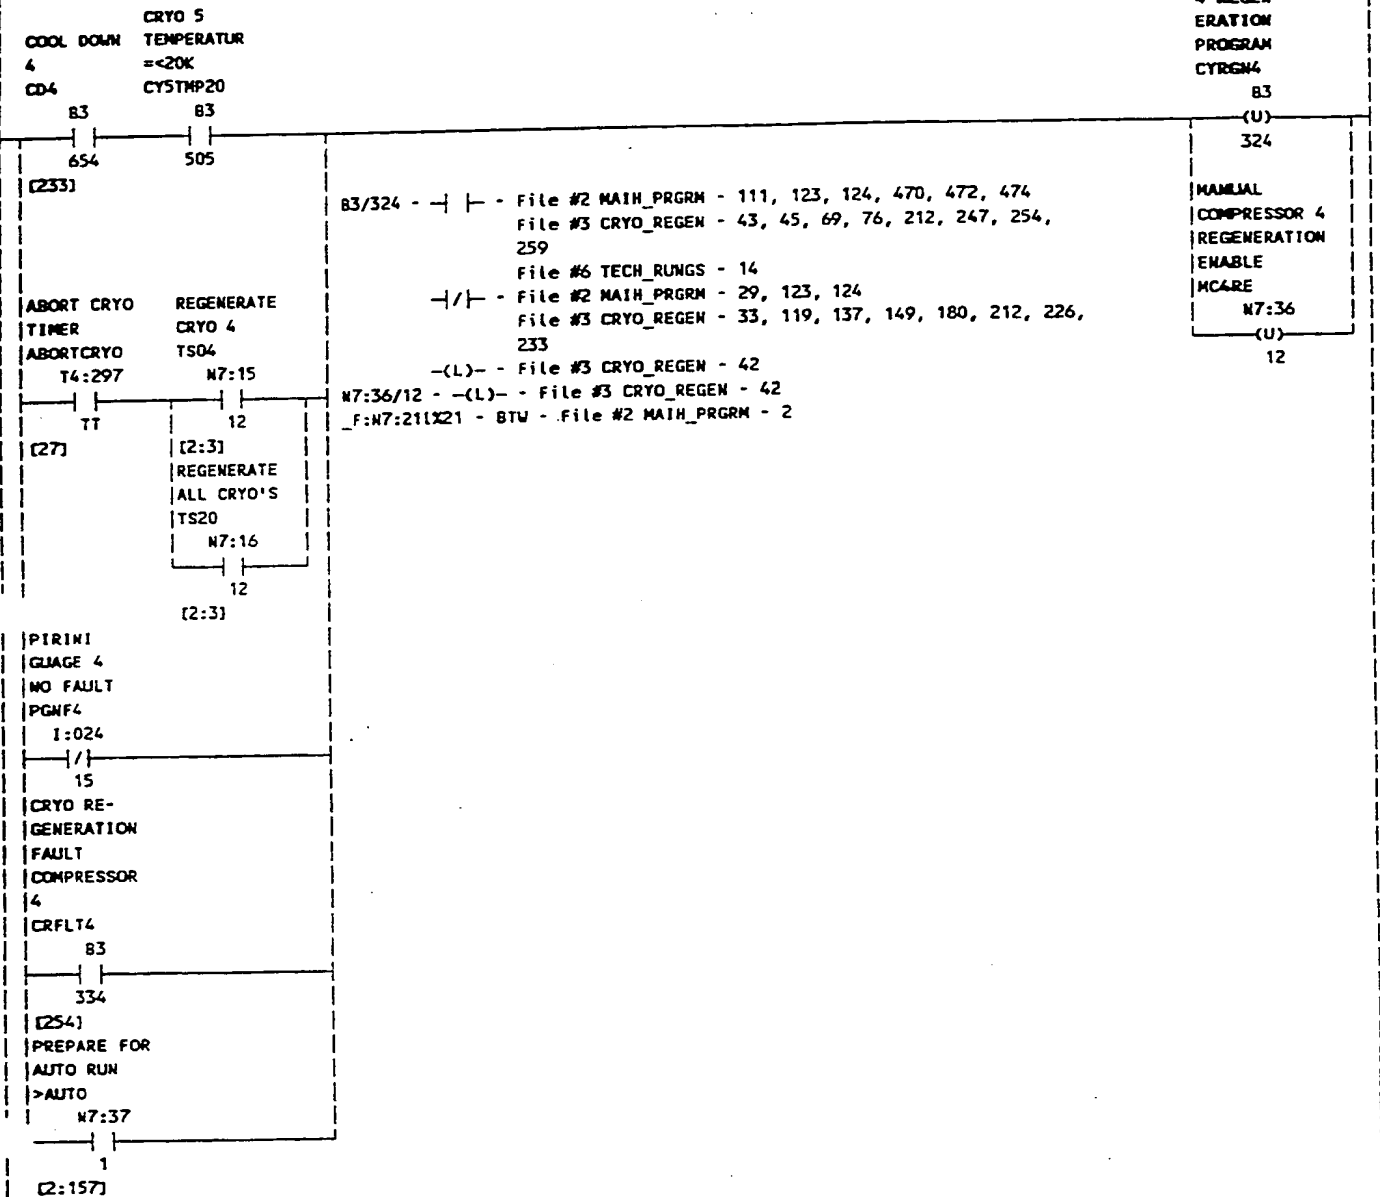 CRYO 5
COOL DOWN TEMPERATUR
4 =<20K
CD4 CY5TMP20
B3 B3
654 505
[233]
ERATION
PROGRAM
CYRGN4
B3
(U)
324
MANUAL
COMPRESSOR 4
REGENERATION
ENABLE
MC4RE
N7:36
(U)
12
B3/324 - ─┤ ├─ - File #2 MAIN_PRGRM - 111, 123, 124, 470, 472, 474
File #3 CRYO_REGEN - 43, 45, 69, 76, 212, 247, 254,
259
File #6 TECH_RUNGS - 14
─┤/├─ - File #2 MAIN_PRGRM - 29, 123, 124
File #3 CRYO_REGEN - 33, 119, 137, 149, 180, 212, 226,
233
─(L)─ - File #3 CRYO_REGEN - 42
N7:36/12 - ─(L)─ - File #3 CRYO_REGEN - 42
_F:N7:211%21 - BTW - File #2 MAIN_PRGRM - 2
ABORT CRYO REGENERATE
TIMER CRYO 4
ABORTCRYO TS04
T4:297 N7:15
TT 12
[27] [2:3]
REGENERATE
ALL CRYO'S
TS20
N7:16
12
[2:3]
PIRINI
GUAGE 4
NO FAULT
PGNF4
I:024
/
15
CRYO RE-
GENERATION
FAULT
COMPRESSOR
4
CRFLT4
B3
334
[254]
PREPARE FOR
AUTO RUN
>AUTO
N7:37
1
[2:157]